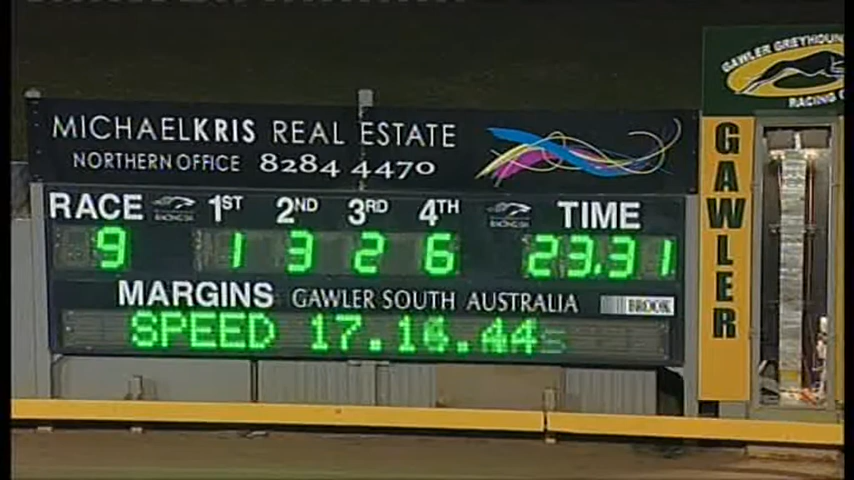 GAWLER GREYHOUND
RACING C
MICHAELKRIS REAL ESTATE
NORTHERN OFFICE 8284 4470
GAWLER
RACE 1ST 2ND 3RD 4TH TIME
9 1 3 2 6 23.31
MARGINS GAWLER SOUTH AUSTRALIA BROOK
SPEED